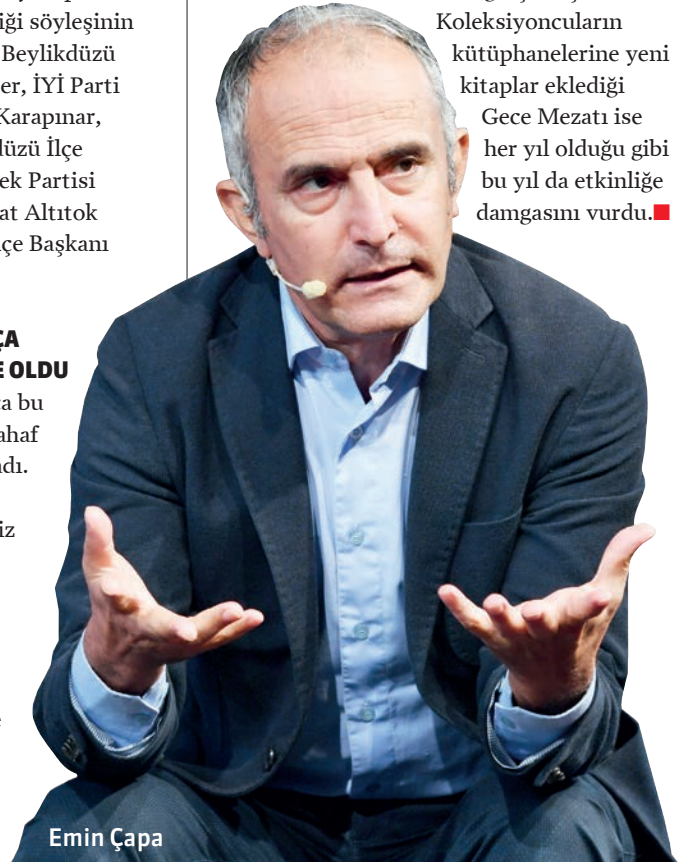 iği söyleşinin
Beylikdüzü
er, İYİ Parti
Karapınar,
düzü İlçe
ek Partisi
at Altıtok
çe Başkanı
ÇA
E OLDU
a bu
ahaf
dı.
iz
Koleksiyoncuların
kütüphanelerine yeni
kitaplar eklediği
Gece Mezatı ise
her yıl olduğu gibi
bu yıl da etkinliğe
damgasını vurdu.
Emin Çapa